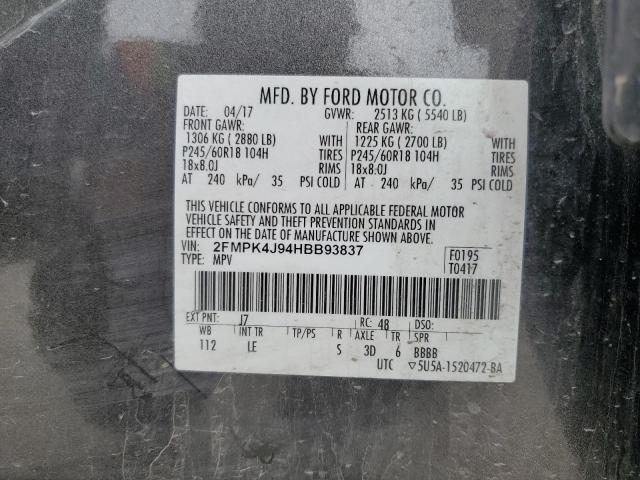 MFD. BY FORD MOTOR CO.
DATE: 04/17 GVWR: 2513 KG ( 5540 LB)
FRONT GAWR: REAR GAWR:
1306 KG ( 2880 LB) WITH 1225 KG ( 2700 LB) WITH
P245/60R18 104H TIRES P245/60R18 104H TIRES
18x8.0J RIMS 18x8.0J RIMS
AT 240 kPa/ 35 PSI COLD AT 240 kPa/ 35 PSI COLD
THIS VEHICLE CONFORMS TO ALL APPLICABLE FEDERAL MOTOR
VEHICLE SAFETY AND THEFT PREVENTION STANDARDS IN
EFFECT ON THE DATE OF MANUFACTURE SHOWN ABOVE.
VIN: 2FMPK4J94HBB93837 F0195
TYPE: MPV T0417
EXT PNT: J7 RC: 48 DSO:
WB INT TR TP/PS R AXLE TR SPR
112 LE S 3D 6 BBBB
UTC ▽5U5A-1520472-BA